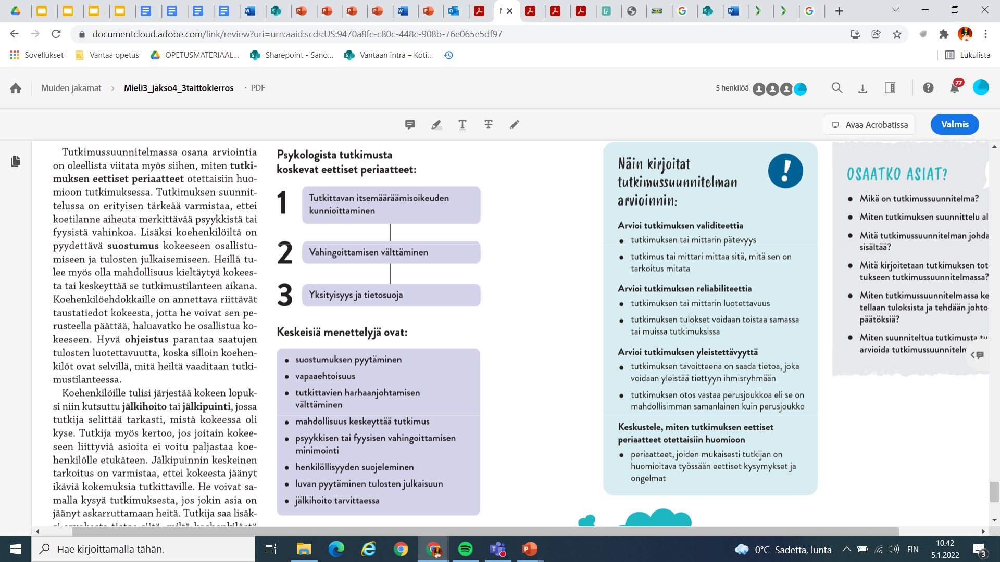 documentcloud.adobe.com/link/review?uri=urn:aaid:scds:US:9470a8fc-c80c-448c-908b-76e065e5df97
Sovellukset
Vantaa opetus
OPETUSMATERIAAL...
Sharepoint - Sano...
Vantaan intra – Koti...
Lukulista
Muiden jakamat
Mieli3_jakso4_3taittokierros
· PDF
5 henkilöä
77
Avaa Acrobatissa
Valmis
Tutkimussuunnitelmassa osana arviointia
on oleellista viitata myös siihen, miten tutki-
muksen eettiset periaatteet otettaisiin huo-
mioon tutkimuksessa. Tutkimuksen suunnit-
telussa on erityisen tärkeää varmistaa, ettei
koetilanne aiheuta merkittävää psyykkistä tai
fyysistä vahinkoa. Lisäksi koehenkilöiltä on
pyydettävä suostumus kokeeseen osallistu-
miseen ja tulosten julkaisemiseen. Heillä tu-
lee myös olla mahdollisuus kieltäytyä kokees-
ta tai keskeyttää se tutkimustilanteen aikana.
Koehenkilöehdokkaille on annettava riittävät
taustatiedot kokeesta, jotta he voivat sen pe-
rusteella päättää, haluavatko he osallistua ko-
keeseen. Hyvä ohjeistus parantaa saatujen
tulosten luotettavuutta, koska silloin koehen-
kilöt ovat selvillä, mitä heiltä vaaditaan tutki-
mustilanteessa.
Koehenkilöille tulisi järjestää kokeen lopuk-
si niin kutsuttu jälkihoito tai jälkipuinti, jossa
tutkija selittää tarkasti, mistä kokeessa oli
kyse. Tutkija myös kertoo, jos joitain kokee-
seen liittyviä asioita ei voitu paljastaa koe-
henkilölle etukäteen. Jälkipuinnin keskeinen
tarkoitus on varmistaa, ettei kokeesta jäänyt
ikäviä kokemuksia tutkittaville. He voivat sa-
malla kysyä tutkimuksesta, jos jokin asia on
jäänyt askarruttamaan heitä. Tutkija saa lisäk-
Psykologista tutkimusta
koskevat eettiset periaatteet:
1
Tutkittavan itsemääräämisoikeuden
kunnioittaminen
2
Vahingoittamisen välttäminen
3
Yksityisyys ja tietosuoja
Keskeisiä menettelyjä ovat:
• suostumuksen pyytäminen
• vapaaehtoisuus
• tutkittavien harhaanjohtamisen
välttäminen
• mahdollisuus keskeyttää tutkimus
• psyykkisen tai fyysisen vahingoittamisen
minimointi
• henkilöllisyyden suojeleminen
• luvan pyytäminen tulosten julkaisuun
• jälkihoito tarvittaessa
Näin kirjoitat
tutkimussuunnitelman
arvioinnin:
!
Arvioi tutkimuksen validiteettia
• tutkimuksen tai mittarin pätevyys
• tutkimus tai mittari mittaa sitä, mitä sen on
tarkoitus mitata
Arvioi tutkimuksen reliabiliteettia
• tutkimuksen tai mittarin luotettavuus
• tutkimuksen tulokset voidaan toistaa samassa
tai muissa tutkimuksissa
Arvioi tutkimuksen yleistettävyyttä
• tutkimuksen tavoitteena on saada tietoa, joka
voidaan yleistää tiettyyn ihmisryhmään
• tutkimuksen otos vastaa perusjoukkoa eli se on
mahdollisimman samanlainen kuin perusjoukko
Keskustele, miten tutkimuksen eettiset
periaatteet otettaisiin huomioon
• periaatteet, joiden mukaisesti tutkijan on
huomioitava työssään eettiset kysymykset ja
ongelmat
OSAATKO ASIAT?
• Mikä on tutkimussuunnitelma?
• Miten tutkimuksen suunnittelu al
• Mitä tutkimussuunnitelman johda
sisältää?
• Mitä kirjoitetaan tutkimuksen tot
tukseen tutkimussuunnitelmassa?
• Miten tutkimussuunnitelmassa ke
tellaan tuloksista ja tehdään johto
päätöksiä?
• Miten suunniteltua tutkimusta
arvioida tutkimussuunnitelm
Hae kirjoittamalla tähän.
0°C Sadetta, lunta
FIN
10.42
5.1.2022
3